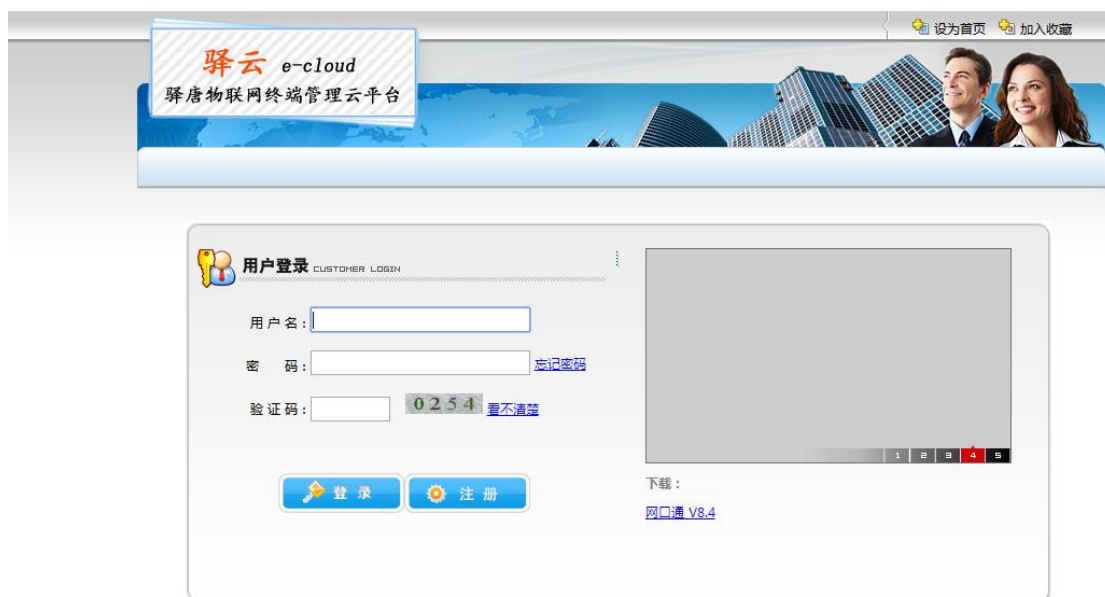 设为首页 加入收藏
驿云 e-cloud
驿唐物联网终端管理云平台
用户登录 CUSTOMER LOGIN
用户名:
密 码: 忘记密码
验证码: 0254 看不清楚
登录 注册
1 2 3 4 5
下载:
网口通 V8.4